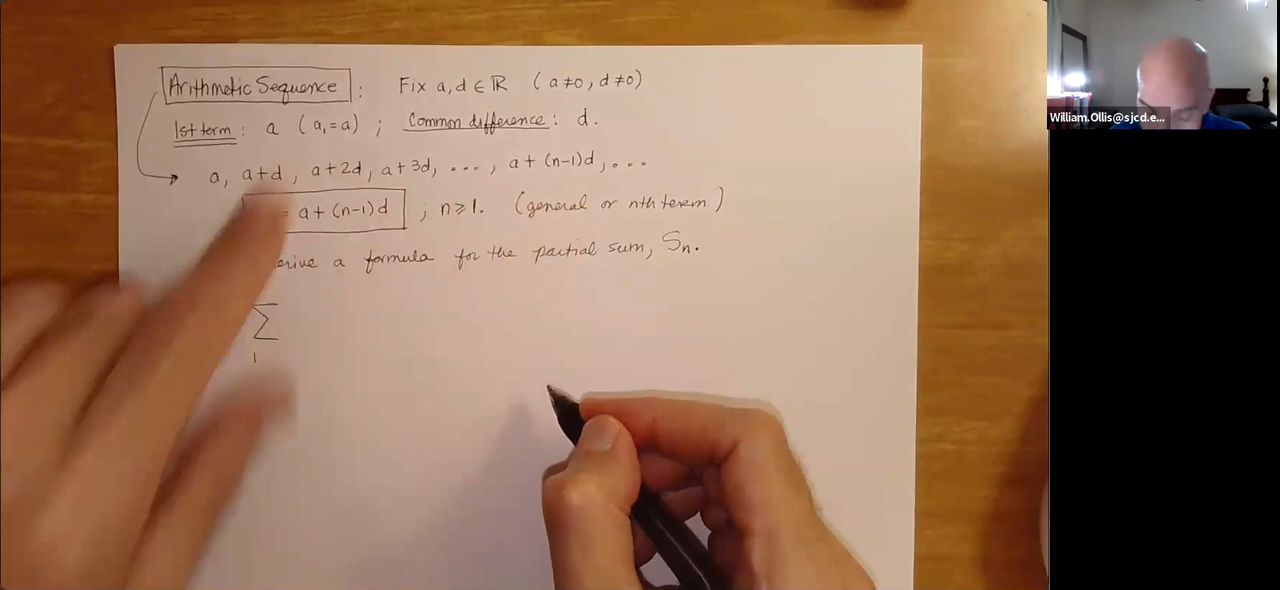 Arithmetic Sequence : Fix a, d ∈ ℝ (a ≠ 0, d ≠ 0)
1st term : a (a₁ = a) ; Common difference : d.
a, a+d, a+2d, a+3d, ..., a+(n-1)d, ...
= a+(n-1)d ; n ≥ 1. (general or nth term.)
erive a formula for the partial sum, Sn.
Σ
1
William.Ollis@sjcd.e...